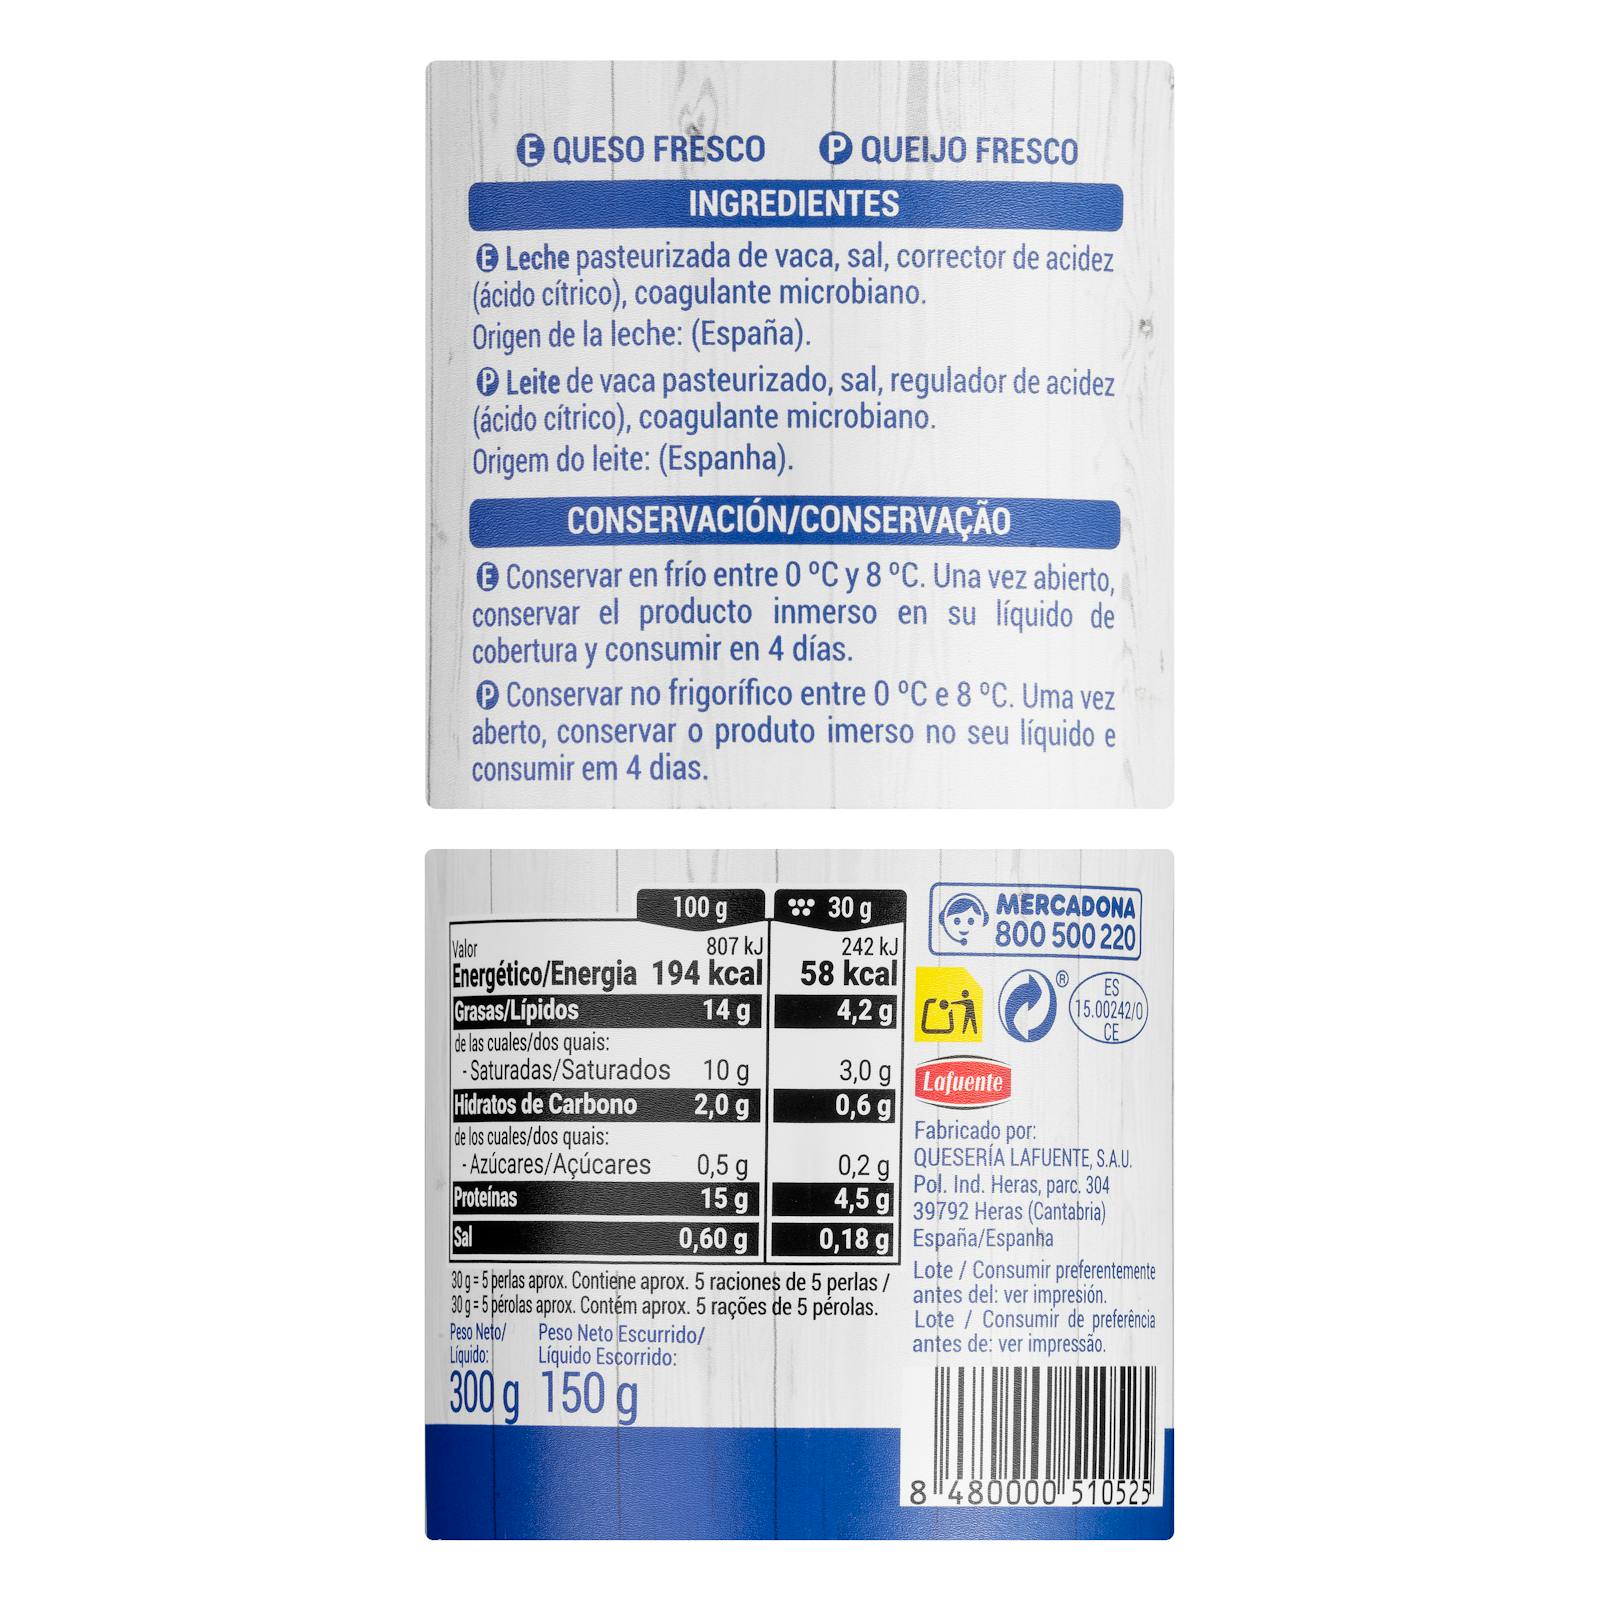 E QUESO FRESCO P QUEIJO FRESCO
INGREDIENTES
E Leche pasteurizada de vaca, sal, corrector de acidez
(ácido cítrico), coagulante microbiano.
Origen de la leche: (España).
P Leite de vaca pasteurizado, sal, regulador de acidez
(ácido cítrico), coagulante microbiano.
Origem do leite: (Espanha).
CONSERVACIÓN/CONSERVAÇÃO
E Conservar en frío entre 0 ºC y 8 ºC. Una vez abierto,
conservar el producto inmerso en su líquido de
cobertura y consumir en 4 días.
P Conservar no frigorífico entre 0 ºC e 8 ºC. Uma vez
aberto, conservar o produto imerso no seu líquido e
consumir em 4 dias.
100 g 30 g
Valor 807 kJ 242 kJ
Energético/Energia 194 kcal 58 kcal
Grasas/Lípidos 14 g 4,2 g
de las cuales/dos quais:
- Saturadas/Saturados 10 g 3,0 g
Hidratos de Carbono 2,0 g 0,6 g
de los cuales/dos quais:
- Azúcares/Açúcares 0,5 g 0,2 g
Proteínas 15 g 4,5 g
Sal 0,60 g 0,18 g
30 g = 5 perlas aprox. Contiene aprox. 5 raciones de 5 perlas /
30 g = 5 pérolas aprox. Contém aprox. 5 rações de 5 pérolas.
Peso Neto/
Líquido:
300 g
Peso Neto Escurrido/
Líquido Escorrido:
150 g
MERCADONA
800 500 220
®
ES
15.00242/O
CE
Lafuente
Fabricado por:
QUESERÍA LAFUENTE, S.A.U.
Pol. Ind. Heras, parc. 304
39792 Heras (Cantabria)
España/Espanha
Lote / Consumir preferentemente
antes del: ver impresión.
Lote / Consumir de preferência
antes de: ver impressão.
8 480000 510525